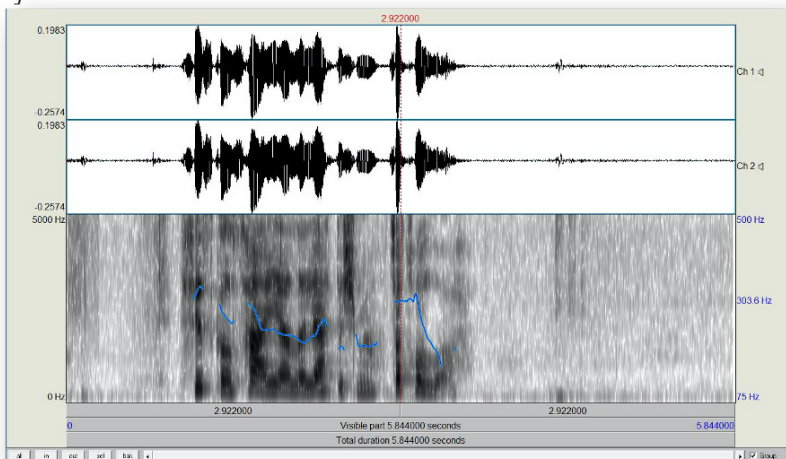 2.922000
0.1983
Ch 1
-0.2574
0.1983
Ch 2
-0.2574
5000 Hz 500 Hz
303.6 Hz
0 Hz 75 Hz
2.922000 2.922000
0 Visible part 5.844000 seconds 5.844000
Total duration 5.844000 seconds
all in out sel bak Group